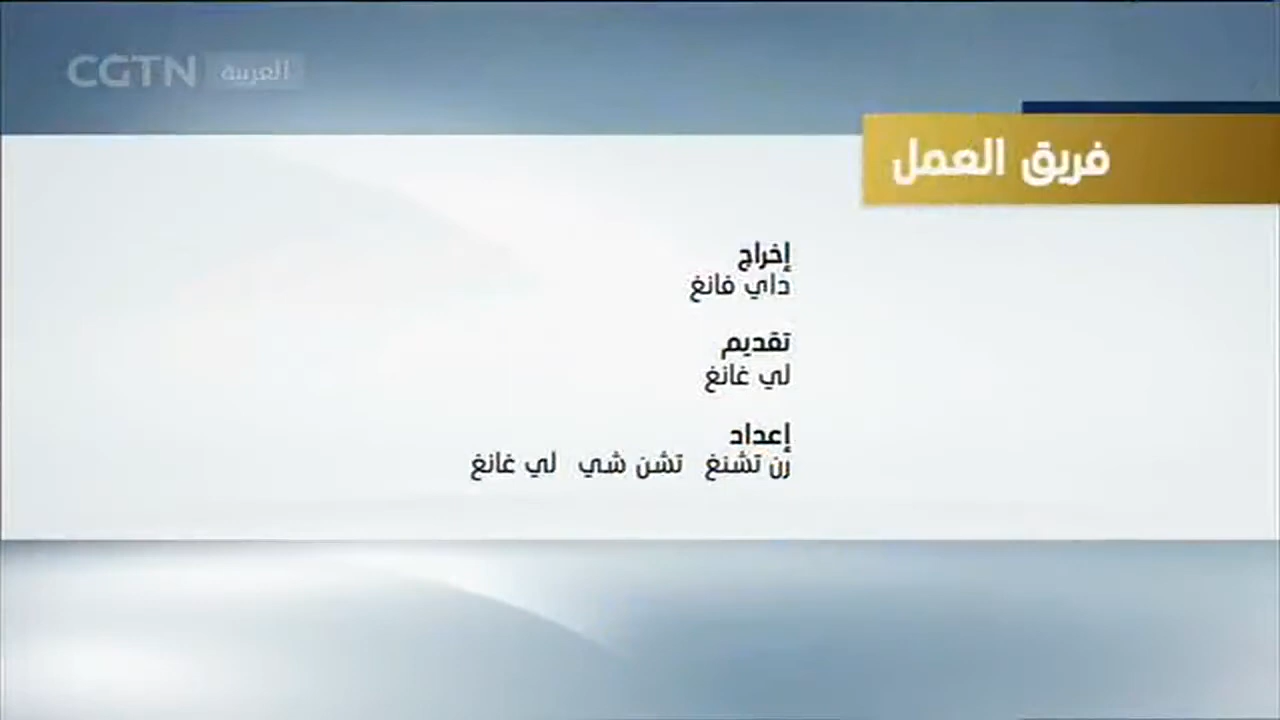 CGTN العربية
فريق العمل
إخراج
داي فانغ
تقديم
لي غانغ
إعداد
رن تشنغ تشن شي لي غانغ